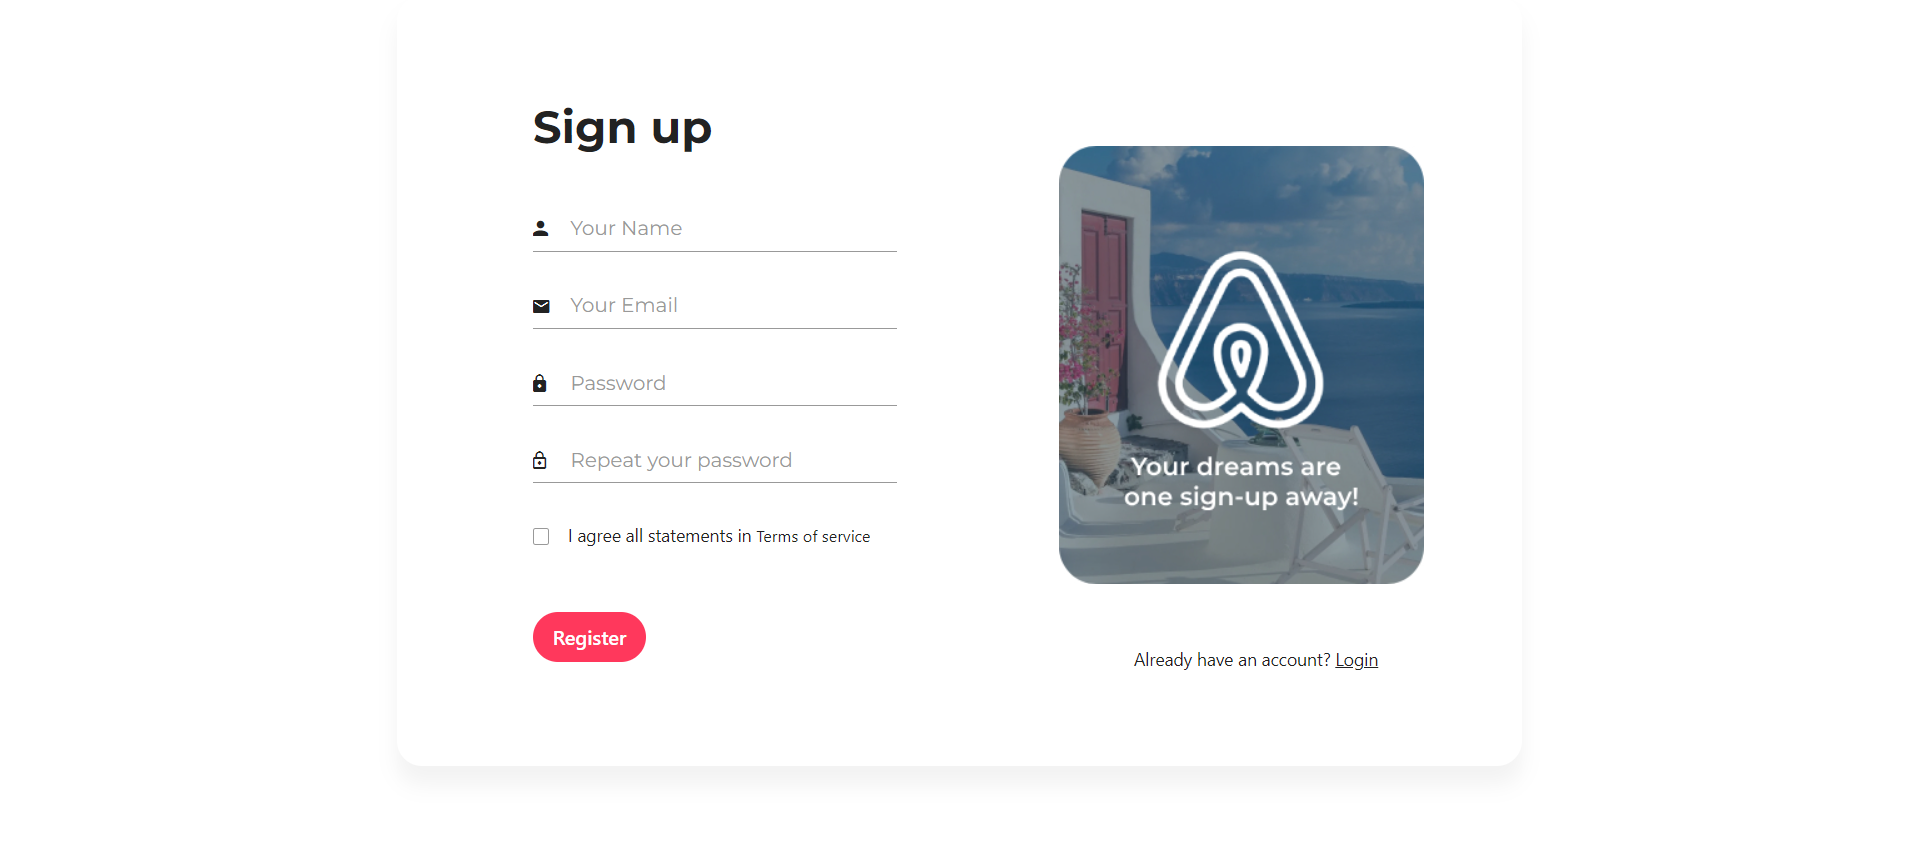 Sign up
Your Name
Your Email
Password
Repeat your password
I agree all statements in Terms of service
Register
Your dreams are
one sign-up away!
Already have an account? Login